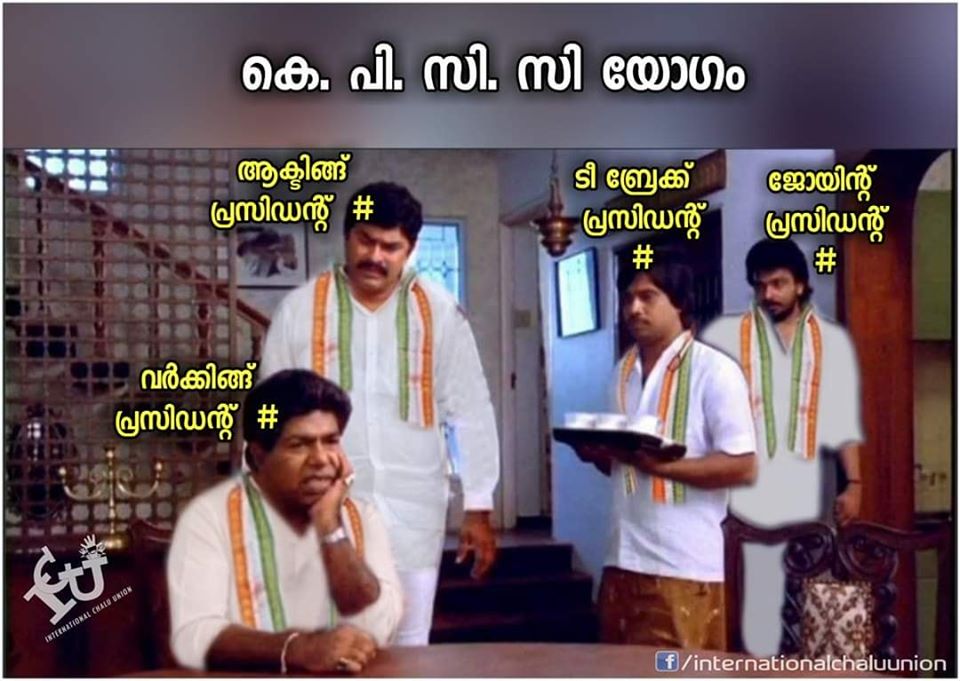 കെ. പി. സി. സി യോഗം
ആക്ടിങ്ങ്
പ്രസിഡന്റ് #
ടീ ബ്രേക്ക്
പ്രസിഡന്റ്
#
ജോയിന്റ്
പ്രസിഡന്റ്
#
വർക്കിങ്ങ്
പ്രസിഡന്റ് #
ICU
INTERNATIONAL CHALU UNION
f/internationalchaluunion